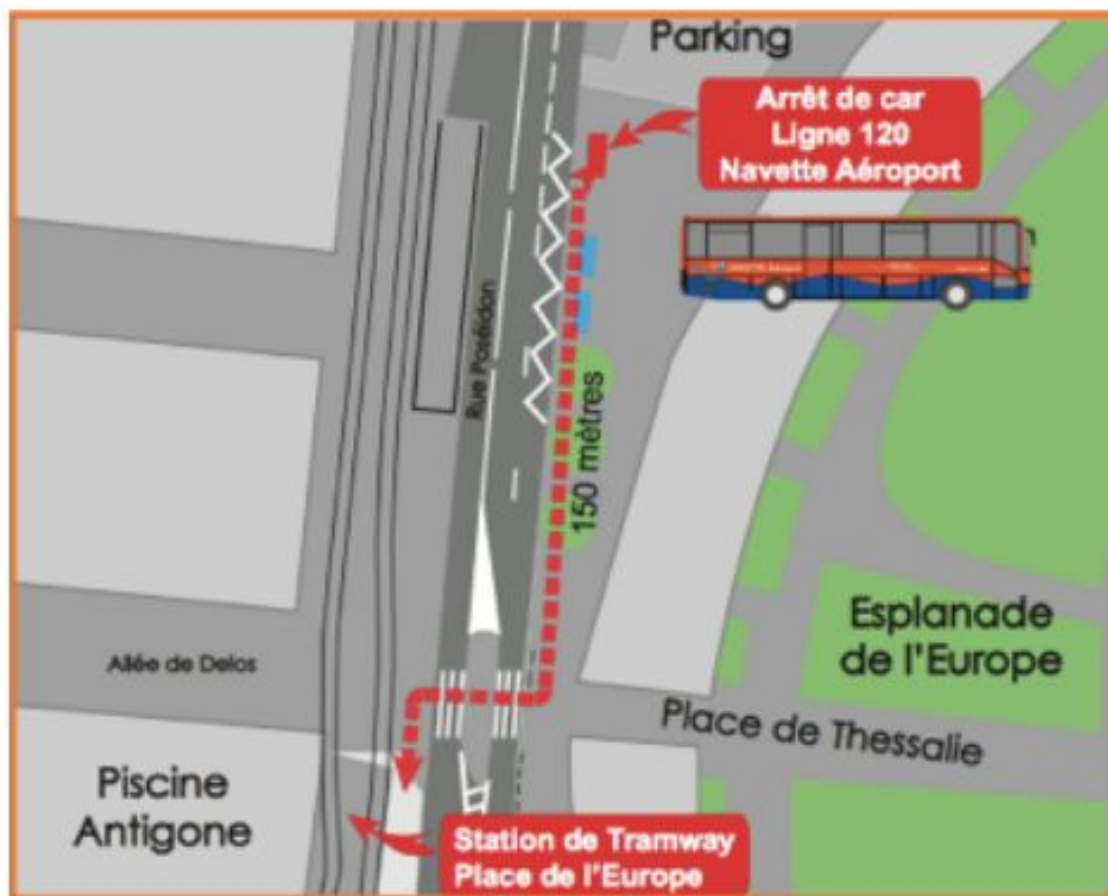 Parking
Arrêt de car
Ligne 120
Navette Aéroport
Rue Poséidon
150 mètres
Esplanade
de l'Europe
Allée de Delos
Place de Thessalie
Piscine
Antigone
Station de Tramway
Place de l'Europe